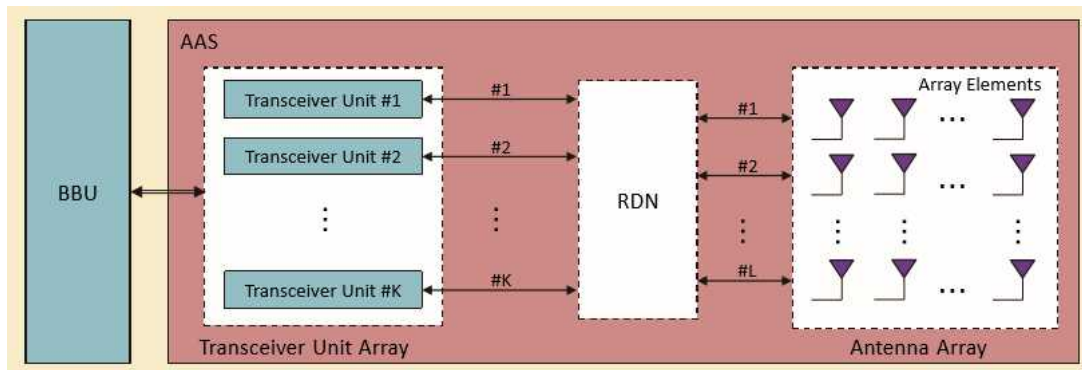 AAS
BBU
Transceiver Unit #1
Transceiver Unit #2
⋮
Transceiver Unit #K
Transceiver Unit Array
#1
#2
⋮
#K
RDN
#1
#2
⋮
#L
Array Elements
...
...
⋮ ⋮ ⋮
...
Antenna Array